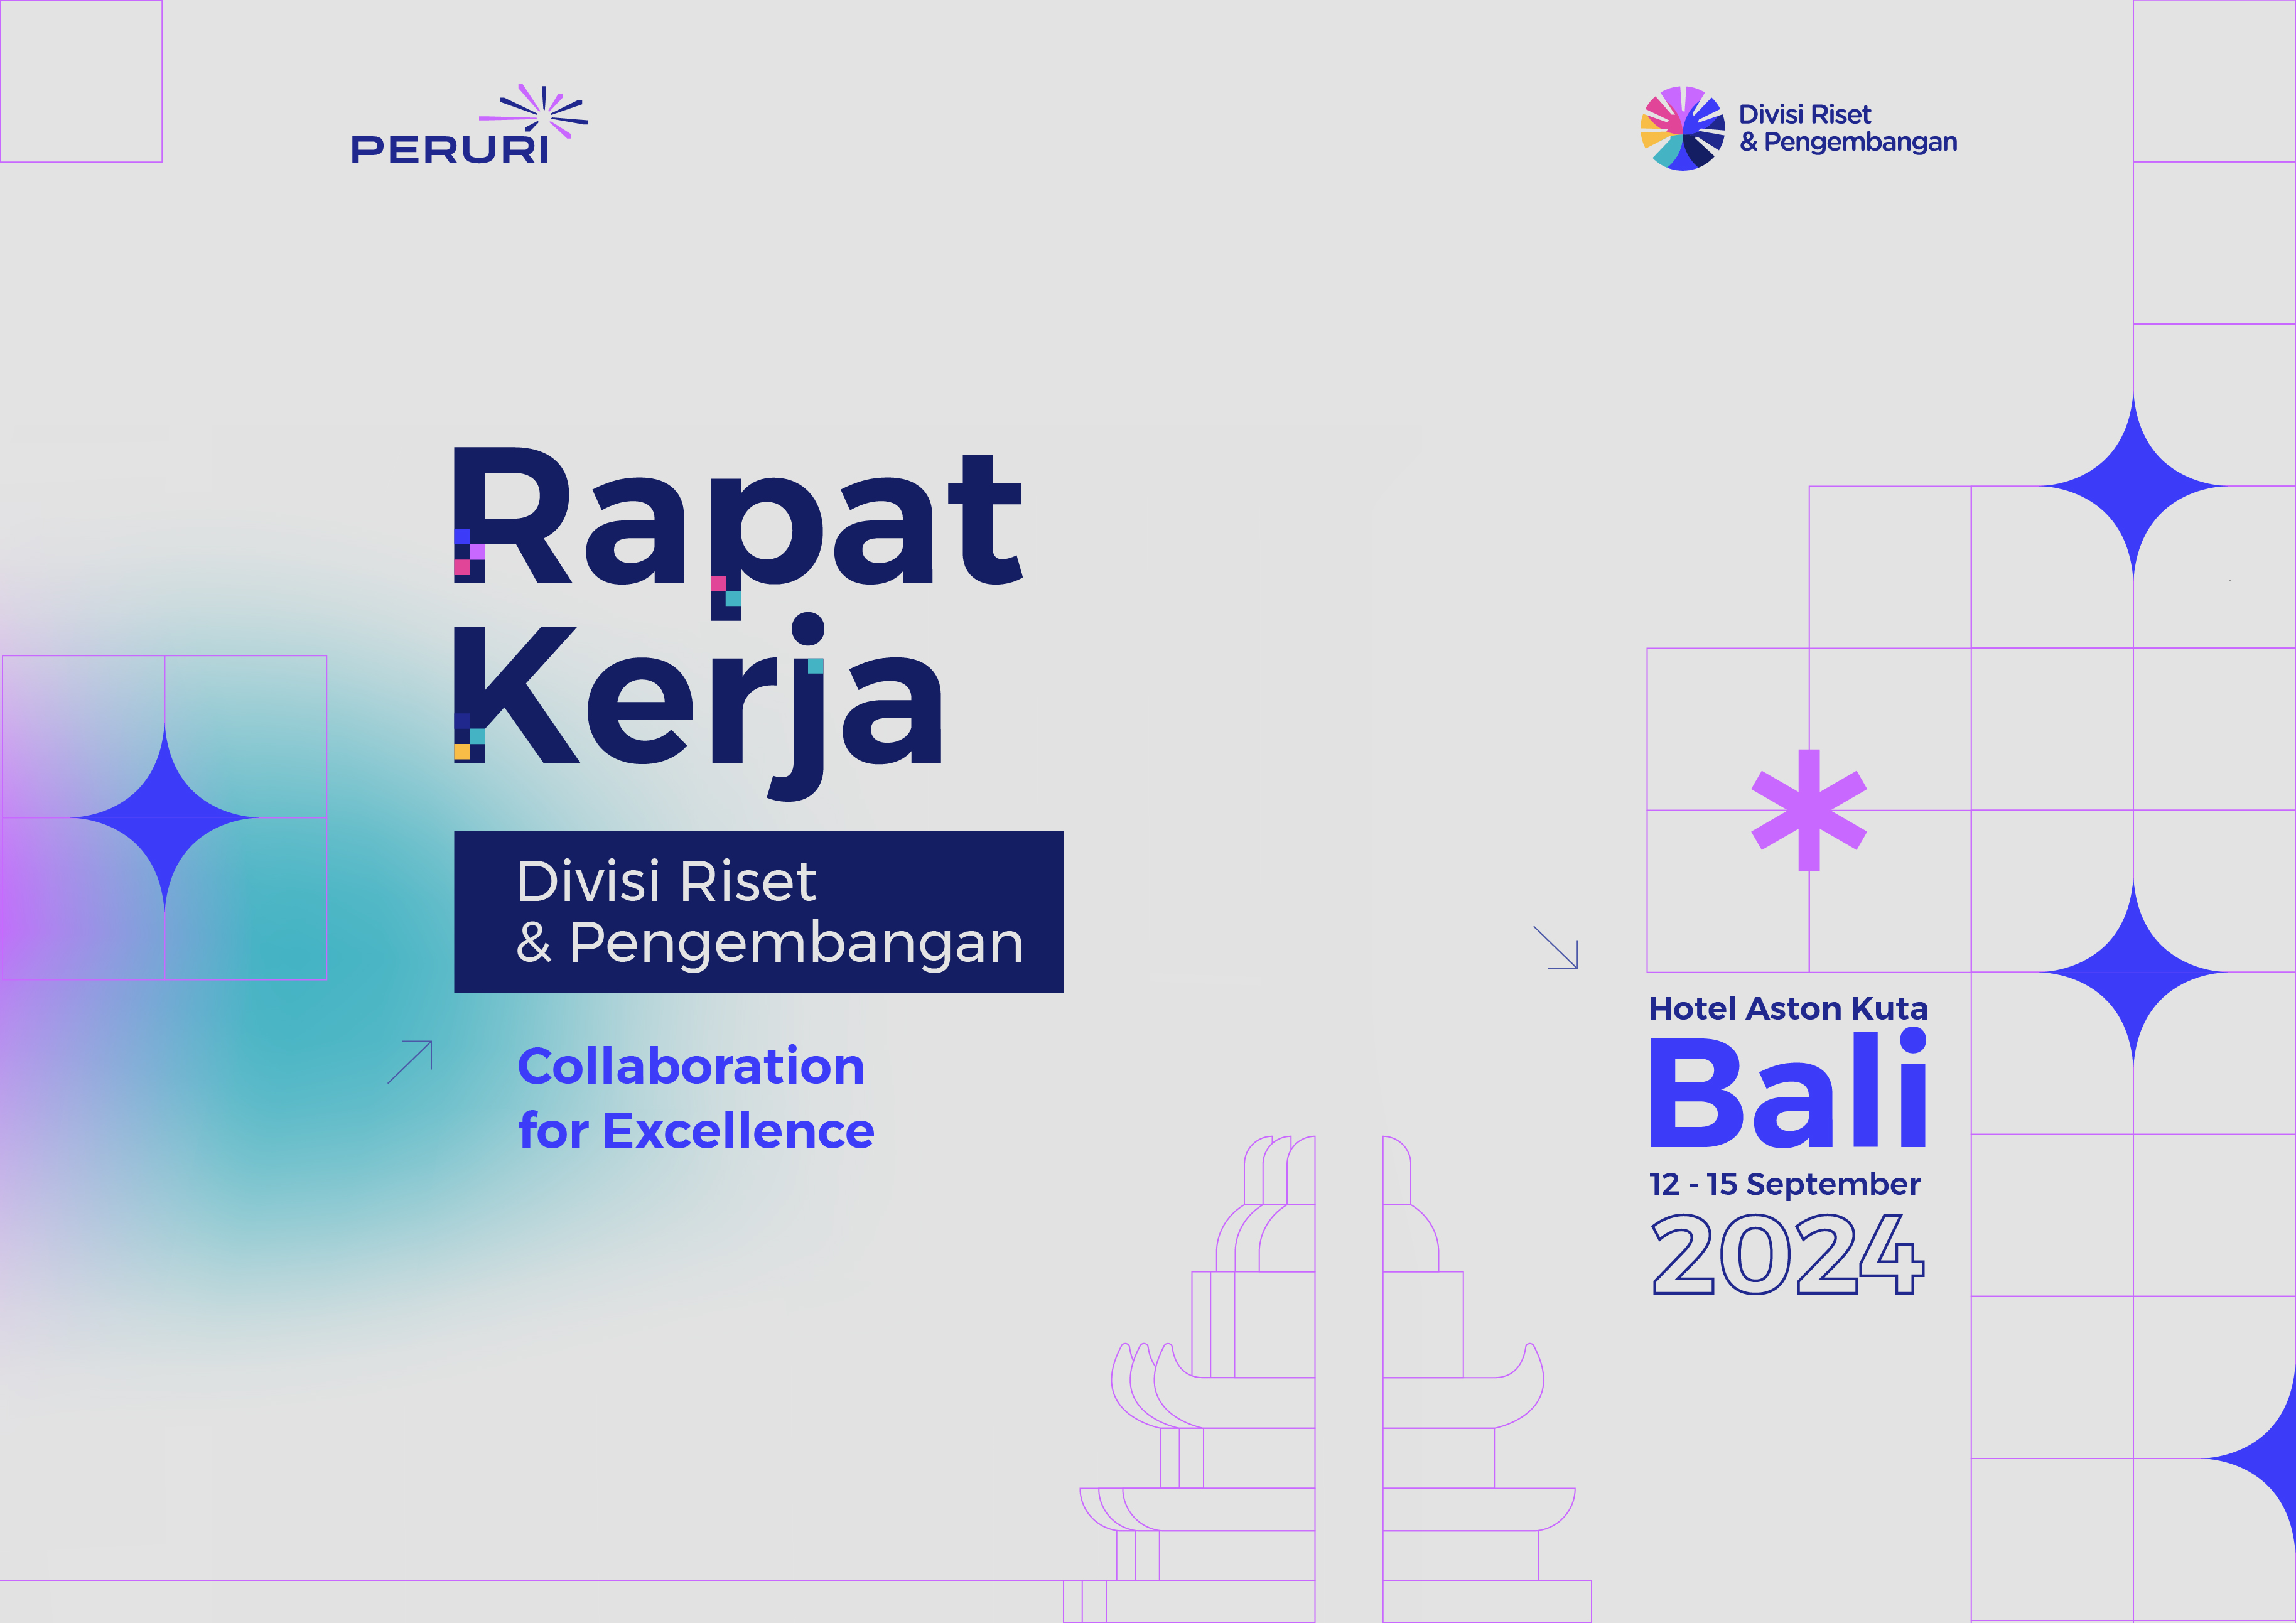 PERURI
Divisi Riset
& Pengembangan
Rapat
Kerja
Divisi Riset
& Pengembangan
Collaboration
for Excellence
Hotel Aston Kuta
Bali
12 - 15 September
2024